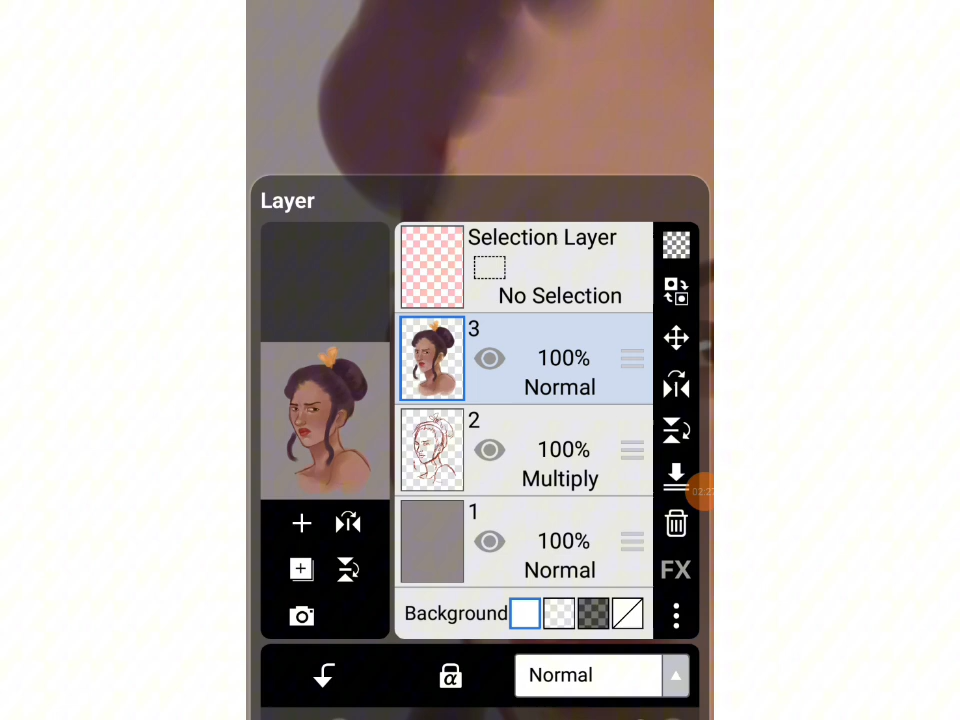 Layer
Selection Layer
No Selection
3
100%
Normal
2
100%
Multiply
1
100%
Normal
Background
FX
α
Normal